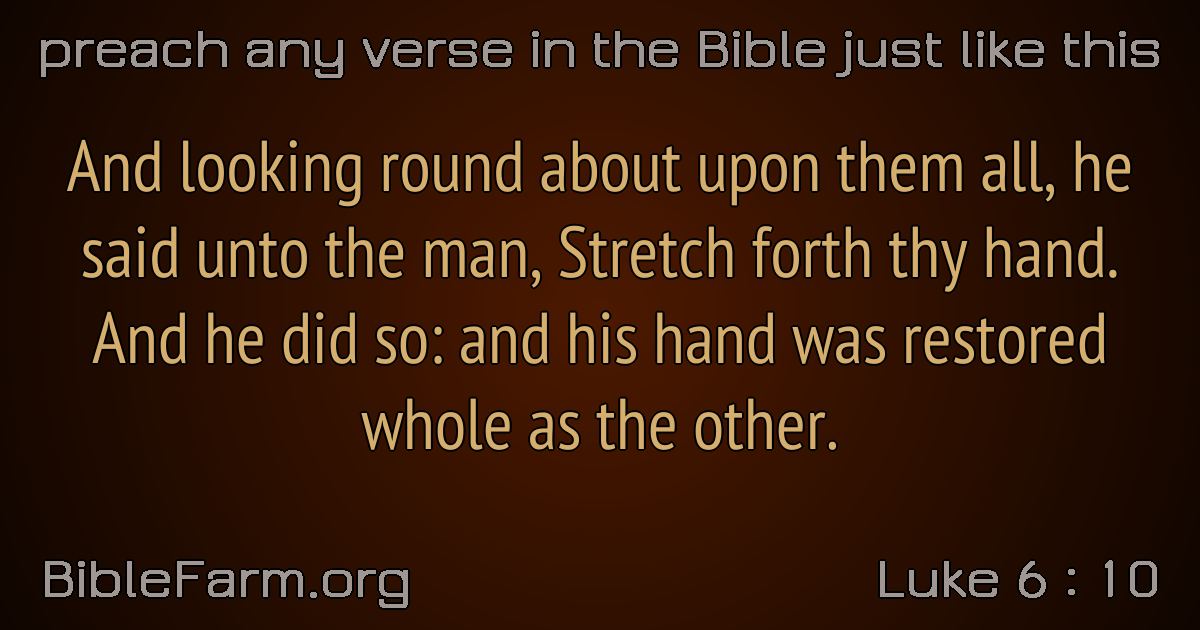 preach any verse in the Bible just like this
And looking round about upon them all, he
said unto the man, Stretch forth thy hand.
And he did so: and his hand was restored
whole as the other.
BibleFarm.org
Luke 6 : 10